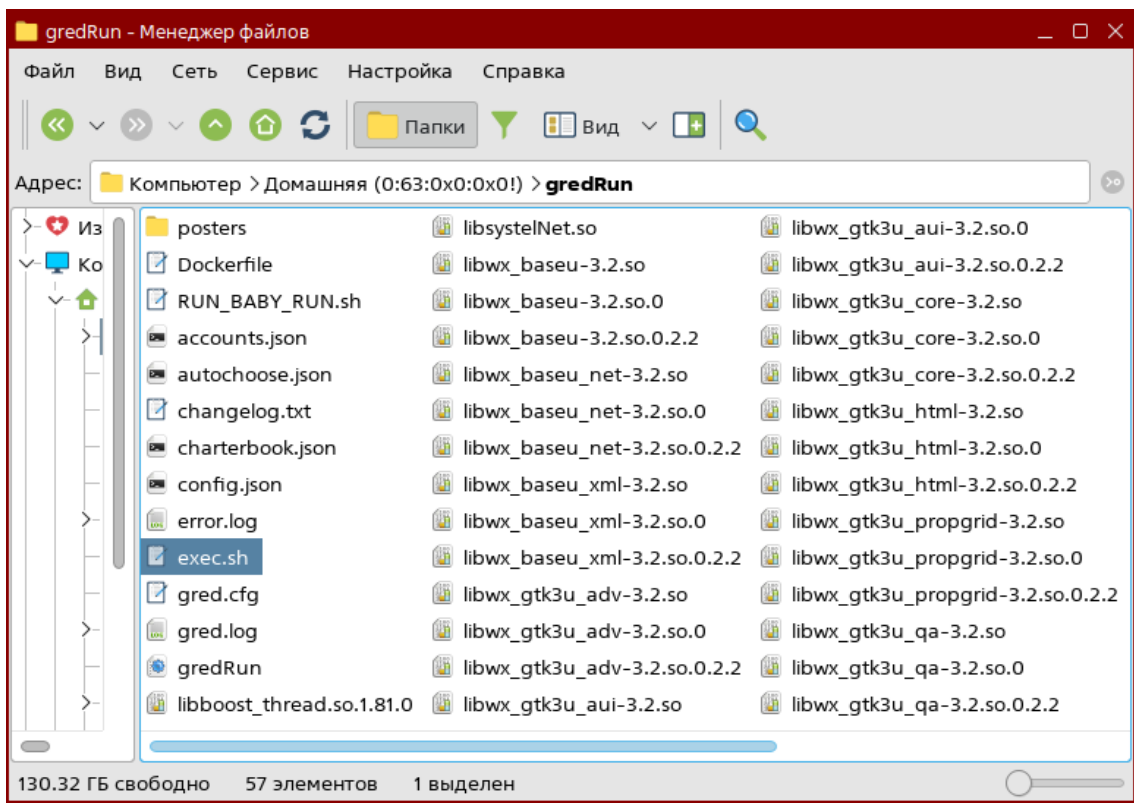 gredRun - Менеджер файлов
Файл Вид Сеть Сервис Настройка Справка
Папки Вид
Адрес: Компьютер > Домашняя (0:63:0x0:0x0!) > gredRun
Из
Ко
posters
Dockerfile
RUN_BABY_RUN.sh
accounts.json
autochoose.json
changelog.txt
charterbook.json
config.json
error.log
exec.sh
gred.cfg
gred.log
gredRun
libboost_thread.so.1.81.0
libsystelNet.so
libwx_baseu-3.2.so
libwx_baseu-3.2.so.0
libwx_baseu-3.2.so.0.2.2
libwx_baseu_net-3.2.so
libwx_baseu_net-3.2.so.0
libwx_baseu_net-3.2.so.0.2.2
libwx_baseu_xml-3.2.so
libwx_baseu_xml-3.2.so.0
libwx_baseu_xml-3.2.so.0.2.2
libwx_gtk3u_adv-3.2.so
libwx_gtk3u_adv-3.2.so.0
libwx_gtk3u_adv-3.2.so.0.2.2
libwx_gtk3u_aui-3.2.so
libwx_gtk3u_aui-3.2.so.0
libwx_gtk3u_aui-3.2.so.0.2.2
libwx_gtk3u_core-3.2.so
libwx_gtk3u_core-3.2.so.0
libwx_gtk3u_core-3.2.so.0.2.2
libwx_gtk3u_html-3.2.so
libwx_gtk3u_html-3.2.so.0
libwx_gtk3u_html-3.2.so.0.2.2
libwx_gtk3u_propgrid-3.2.so
libwx_gtk3u_propgrid-3.2.so.0
libwx_gtk3u_propgrid-3.2.so.0.2.2
libwx_gtk3u_qa-3.2.so
libwx_gtk3u_qa-3.2.so.0
libwx_gtk3u_qa-3.2.so.0.2.2
130.32 ГБ свободно 57 элементов 1 выделен